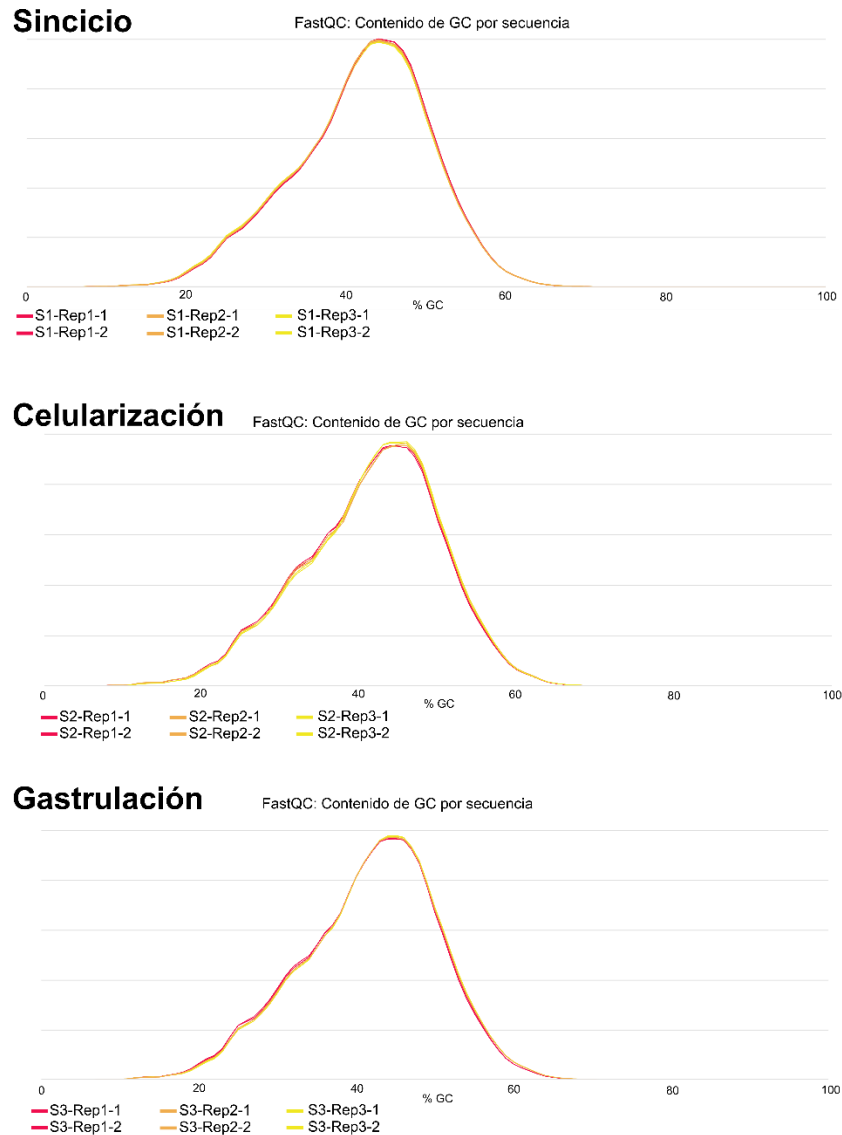 Sincicio
FastQC: Contenido de GC por secuencia
0 20 40 60 80 100
% GC
S1-Rep1-1 S1-Rep2-1 S1-Rep3-1
S1-Rep1-2 S1-Rep2-2 S1-Rep3-2
Celularización
FastQC: Contenido de GC por secuencia
0 20 40 60 80 100
% GC
S2-Rep1-1 S2-Rep2-1 S2-Rep3-1
S2-Rep1-2 S2-Rep2-2 S2-Rep3-2
Gastrulación
FastQC: Contenido de GC por secuencia
0 20 40 60 80 100
% GC
S3-Rep1-1 S3-Rep2-1 S3-Rep3-1
S3-Rep1-2 S3-Rep2-2 S3-Rep3-2